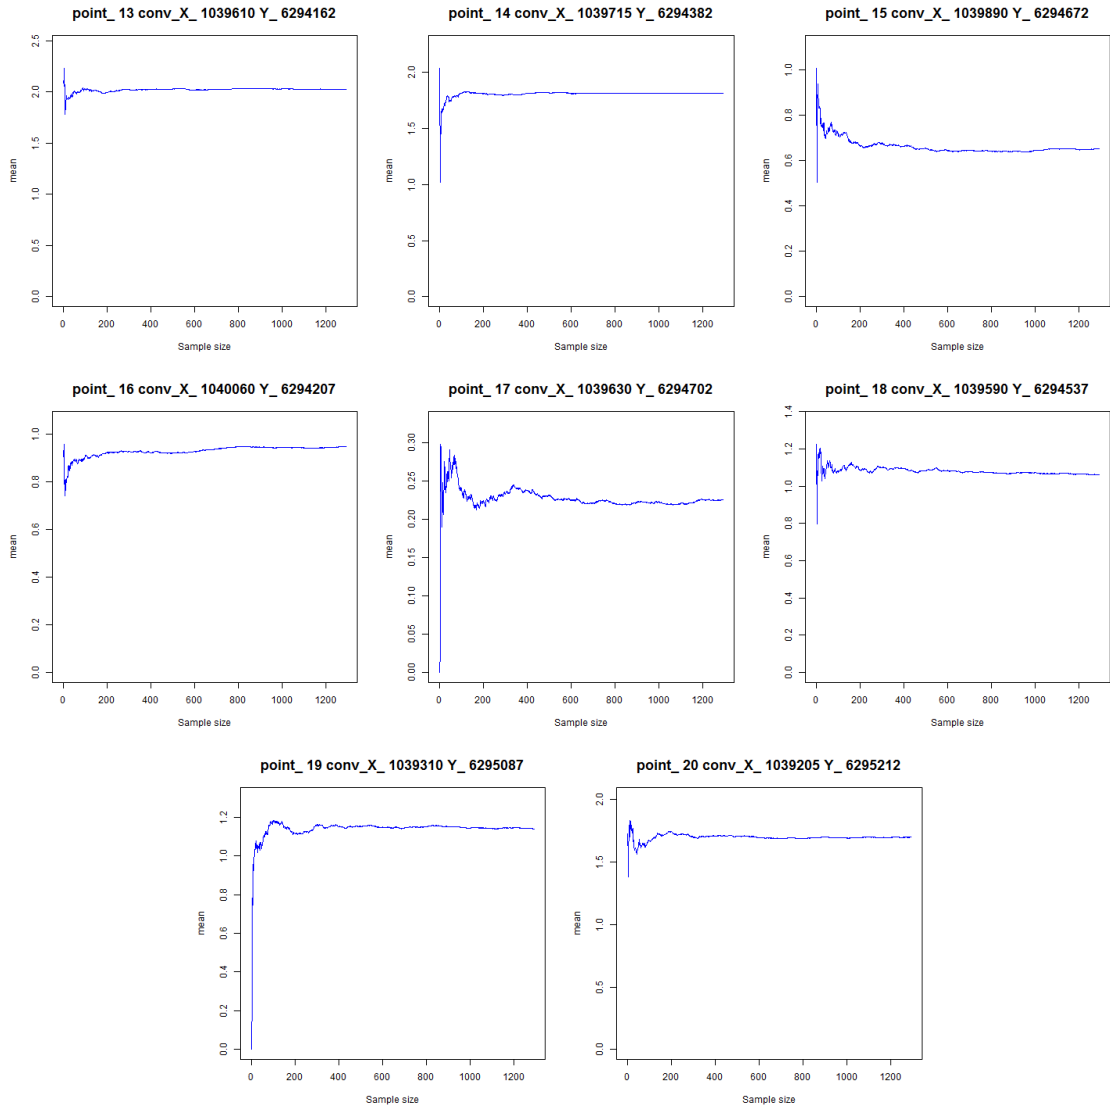 point_ 13 conv_X_ 1039610 Y_ 6294162
mean
0.0 0.5 1.0 1.5 2.0 2.5
0 200 400 600 800 1000 1200
Sample size
point_ 14 conv_X_ 1039715 Y_ 6294382
mean
0.0 0.5 1.0 1.5 2.0
0 200 400 600 800 1000 1200
Sample size
point_ 15 conv_X_ 1039890 Y_ 6294672
mean
0.0 0.2 0.4 0.6 0.8 1.0
0 200 400 600 800 1000 1200
Sample size
point_ 16 conv_X_ 1040060 Y_ 6294207
mean
0.0 0.2 0.4 0.6 0.8 1.0
0 200 400 600 800 1000 1200
Sample size
point_ 17 conv_X_ 1039630 Y_ 6294702
mean
0.00 0.05 0.10 0.15 0.20 0.25 0.30
0 200 400 600 800 1000 1200
Sample size
point_ 18 conv_X_ 1039590 Y_ 6294537
mean
0.0 0.2 0.4 0.6 0.8 1.0 1.2 1.4
0 200 400 600 800 1000 1200
Sample size
point_ 19 conv_X_ 1039310 Y_ 6295087
mean
0.0 0.2 0.4 0.6 0.8 1.0 1.2
0 200 400 600 800 1000 1200
Sample size
point_ 20 conv_X_ 1039205 Y_ 6295212
mean
0.0 0.5 1.0 1.5 2.0
0 200 400 600 800 1000 1200
Sample size